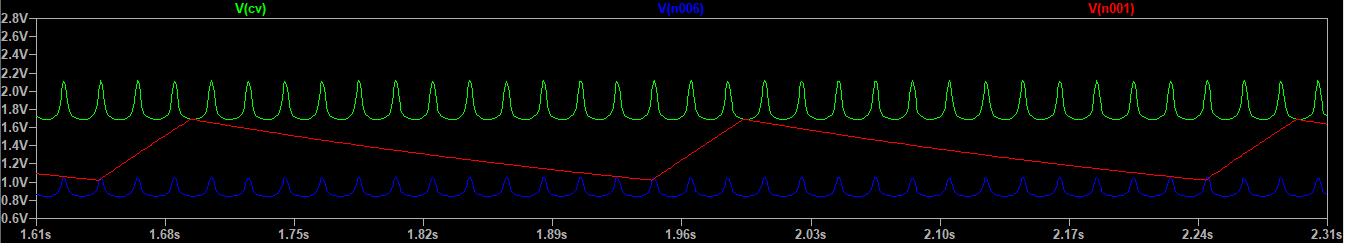 V(cv) V(n006) V(n001)
2.8V
2.6V
2.4V
2.2V
2.0V
1.8V
1.6V
1.4V
1.2V
1.0V
0.8V
0.6V
1.61s 1.68s 1.75s 1.82s 1.89s 1.96s 2.03s 2.10s 2.17s 2.24s 2.31s